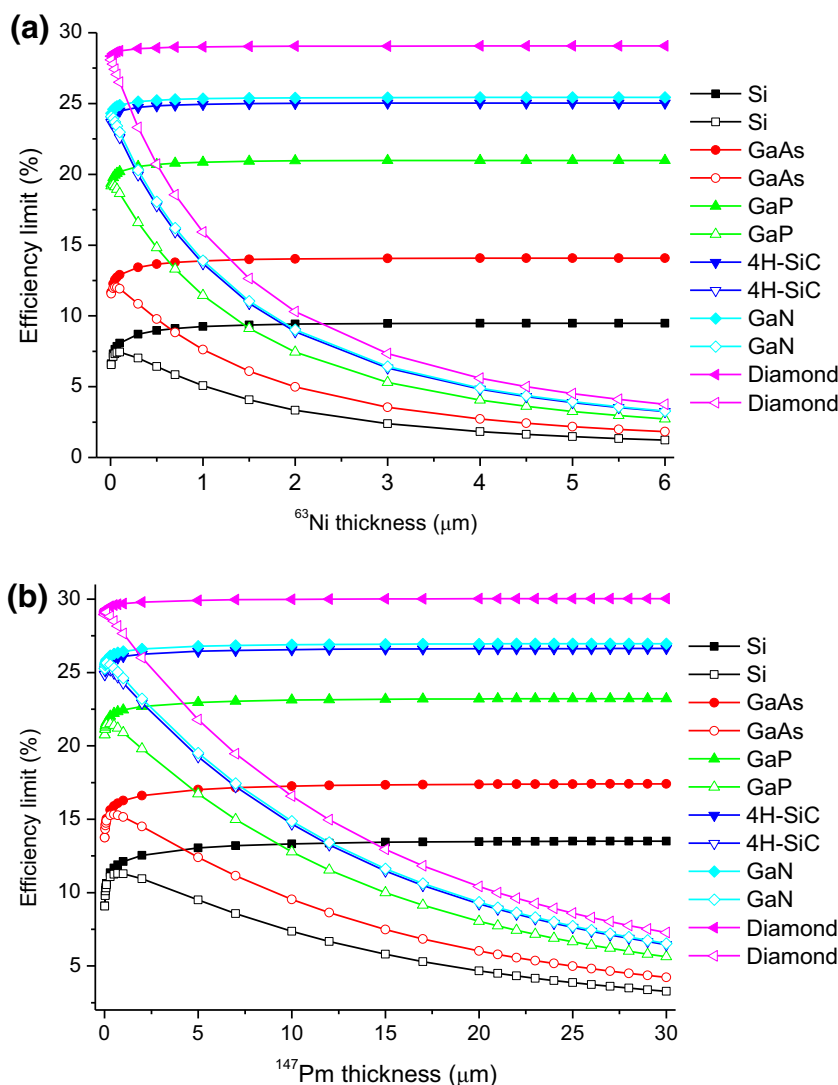 (a)
30
25
20
15
10
5
0
Efficiency limit (%)
0 1 2 3 4 5 6
⁶³Ni thickness (μm)
Si
Si
GaAs
GaAs
GaP
GaP
4H-SiC
4H-SiC
GaN
GaN
Diamond
Diamond
(b)
30
25
20
15
10
5
Efficiency limit (%)
0 5 10 15 20 25 30
¹⁴⁷Pm thickness (μm)
Si
Si
GaAs
GaAs
GaP
GaP
4H-SiC
4H-SiC
GaN
GaN
Diamond
Diamond